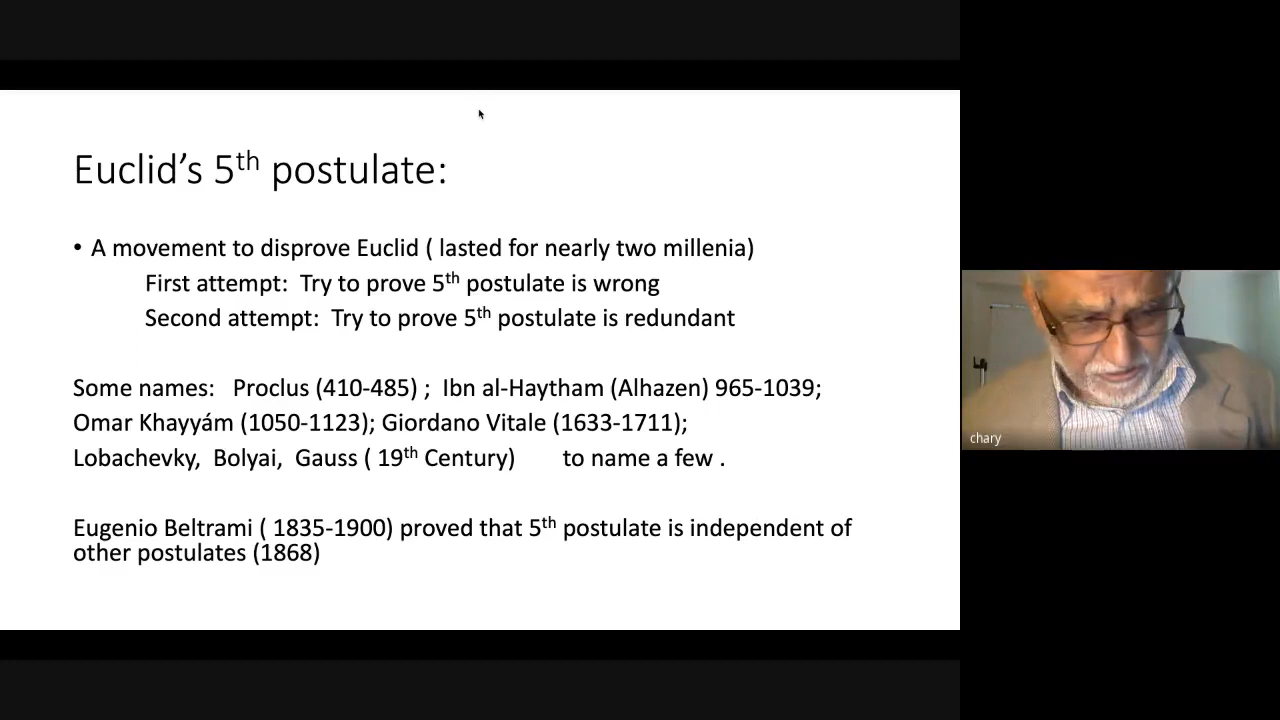 Euclid’s 5th postulate:
• A movement to disprove Euclid ( lasted for nearly two millenia)
First attempt: Try to prove 5th postulate is wrong
Second attempt: Try to prove 5th postulate is redundant
Some names: Proclus (410-485) ; Ibn al-Haytham (Alhazen) 965-1039;
Omar Khayyám (1050-1123); Giordano Vitale (1633-1711);
Lobachevky, Bolyai, Gauss ( 19th Century) to name a few .
Eugenio Beltrami ( 1835-1900) proved that 5th postulate is independent of
other postulates (1868)
chary